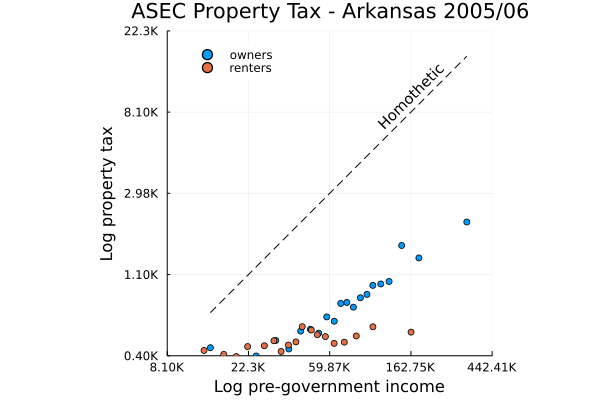 ASEC Property Tax - Arkansas 2005/06
22.3K
owners
renters
Homothetic
8.10K
2.98K
1.10K
0.40K
Log property tax
8.10K 22.3K 59.87K 162.75K 442.41K
Log pre-government income